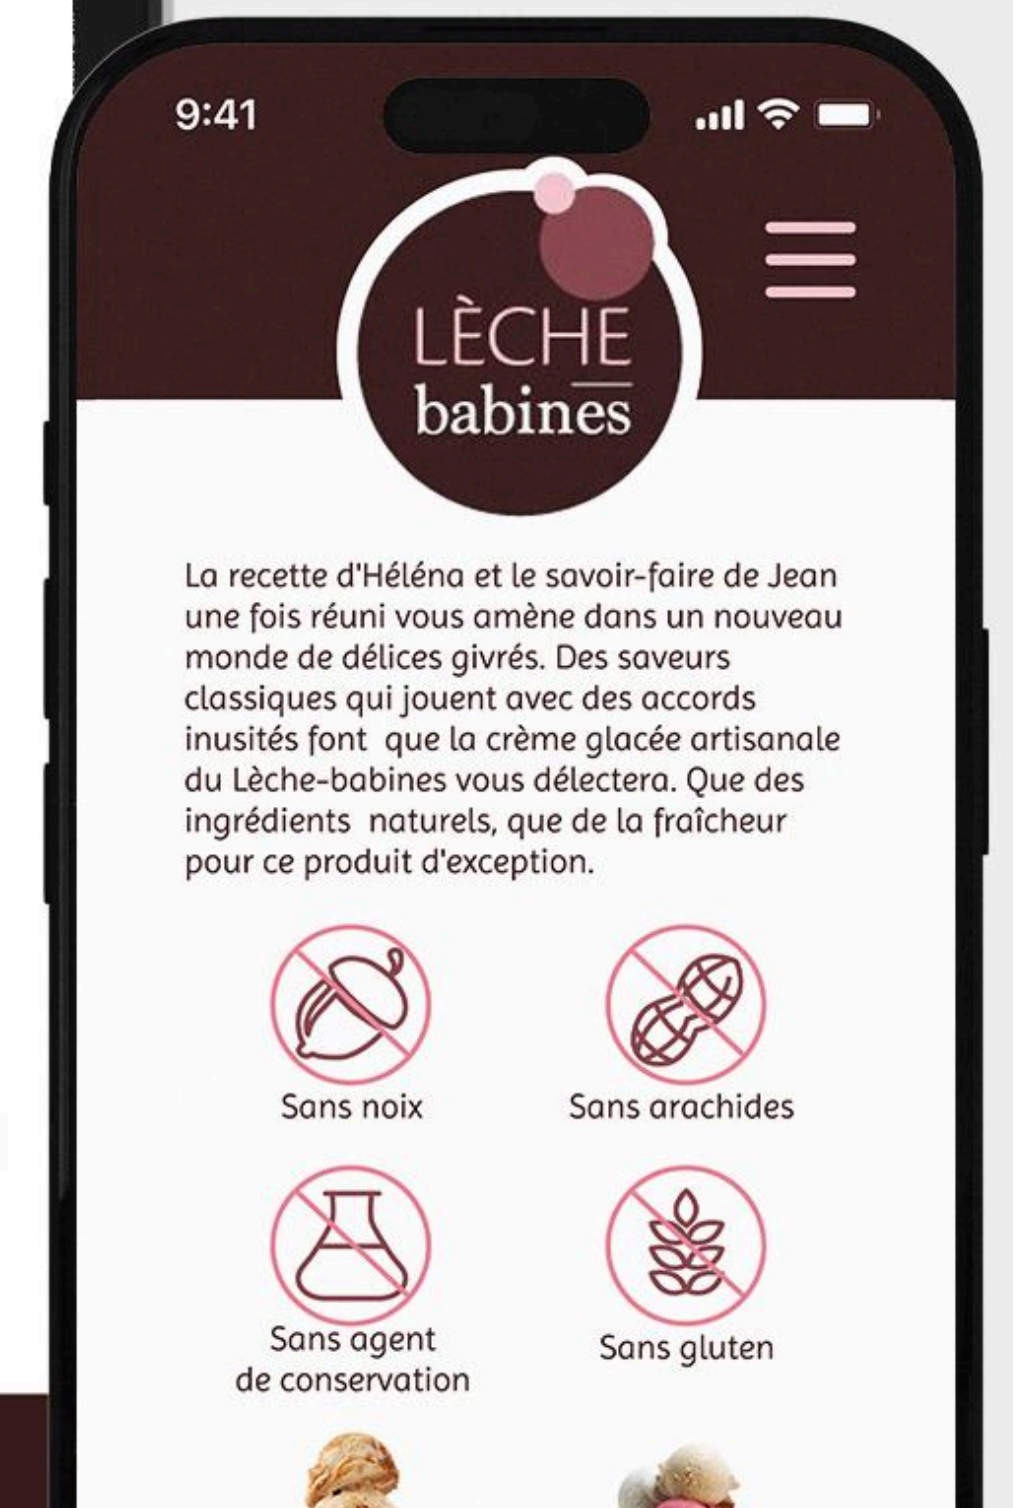 9:41
LÈCHE
babines
La recette d'Héléna et le savoir-faire de Jean
une fois réuni vous amène dans un nouveau
monde de délices givrés. Des saveurs
classiques qui jouent avec des accords
inusités font  que la crème glacée artisanale
du Lèche-babines vous délectera. Que des
ingrédients  naturels, que de la fraîcheur
pour ce produit d'exception.
Sans noix
Sans arachides
Sans agent
de conservation
Sans gluten